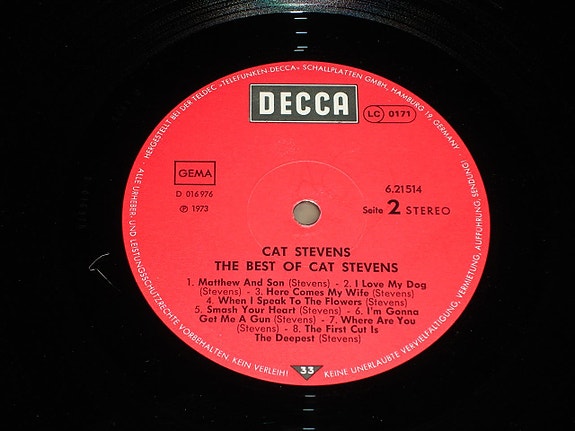 HERGESTELLT BEI DER TELDEC »TELEFUNKEN-DECCA« SCHALLPLATTEN GMBH, HAMBURG 19, GERMANY
DECCA
LC 0171
GEMA
D 016976
℗ 1973
6.21514
Seite 2 STEREO
CAT STEVENS
THE BEST OF CAT STEVENS
1. Matthew And Son (Stevens) - 2. I Love My Dog
(Stevens) - 3. Here Comes My Wife (Stevens)
4. When I Speak To The Flowers (Stevens)
5. Smash Your Heart (Stevens) - 6. I'm Gonna
Get Me A Gun (Stevens) - 7. Where Are You
(Stevens) - 8. The First Cut Is
The Deepest (Stevens)
33
ALLE URHEBER- UND LEISTUNGSSCHUTZRECHTE VORBEHALTEN KEIN VERLEIH! KEINE UNERLAUBTE VERVIELFÄLTIGUNG, VERMIETUNG, AUFFÜHRUNG, SENDUNG!